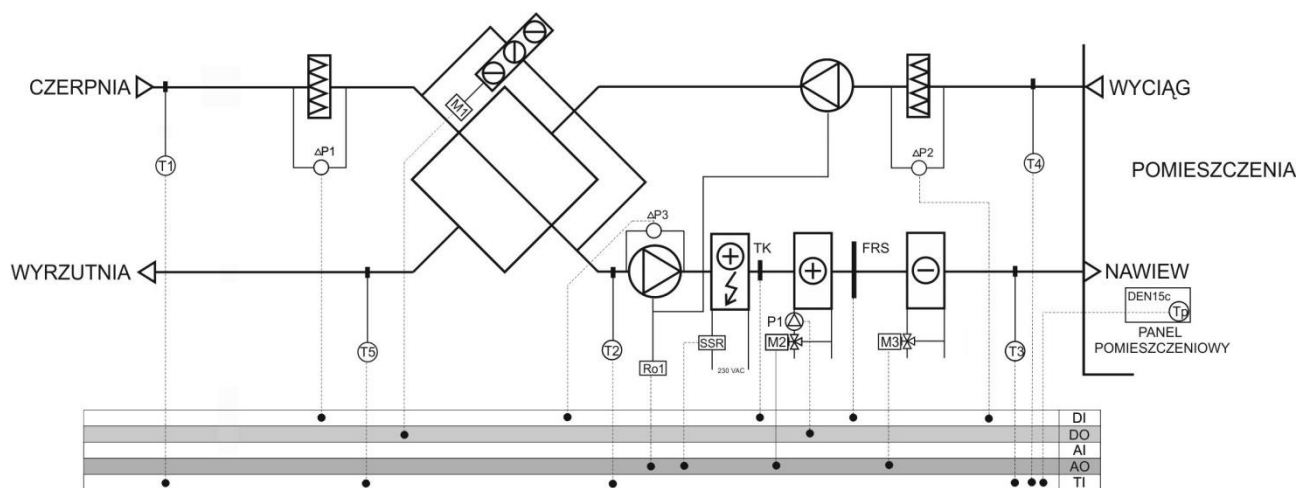 CZERPNIA
M1
WYCIĄG
T1
ΔP1
ΔP2
T4
POMIESZCZENIA
ΔP3
WYRZUTNIA
TK
FRS
NAWIEW
DEN15c
Tp
PANEL
POMIESZCZENIOWY
T5
T2
SSR
P1
M2
M3
T3
Ro1
230 VAC
DI
DO
AI
AO
TI